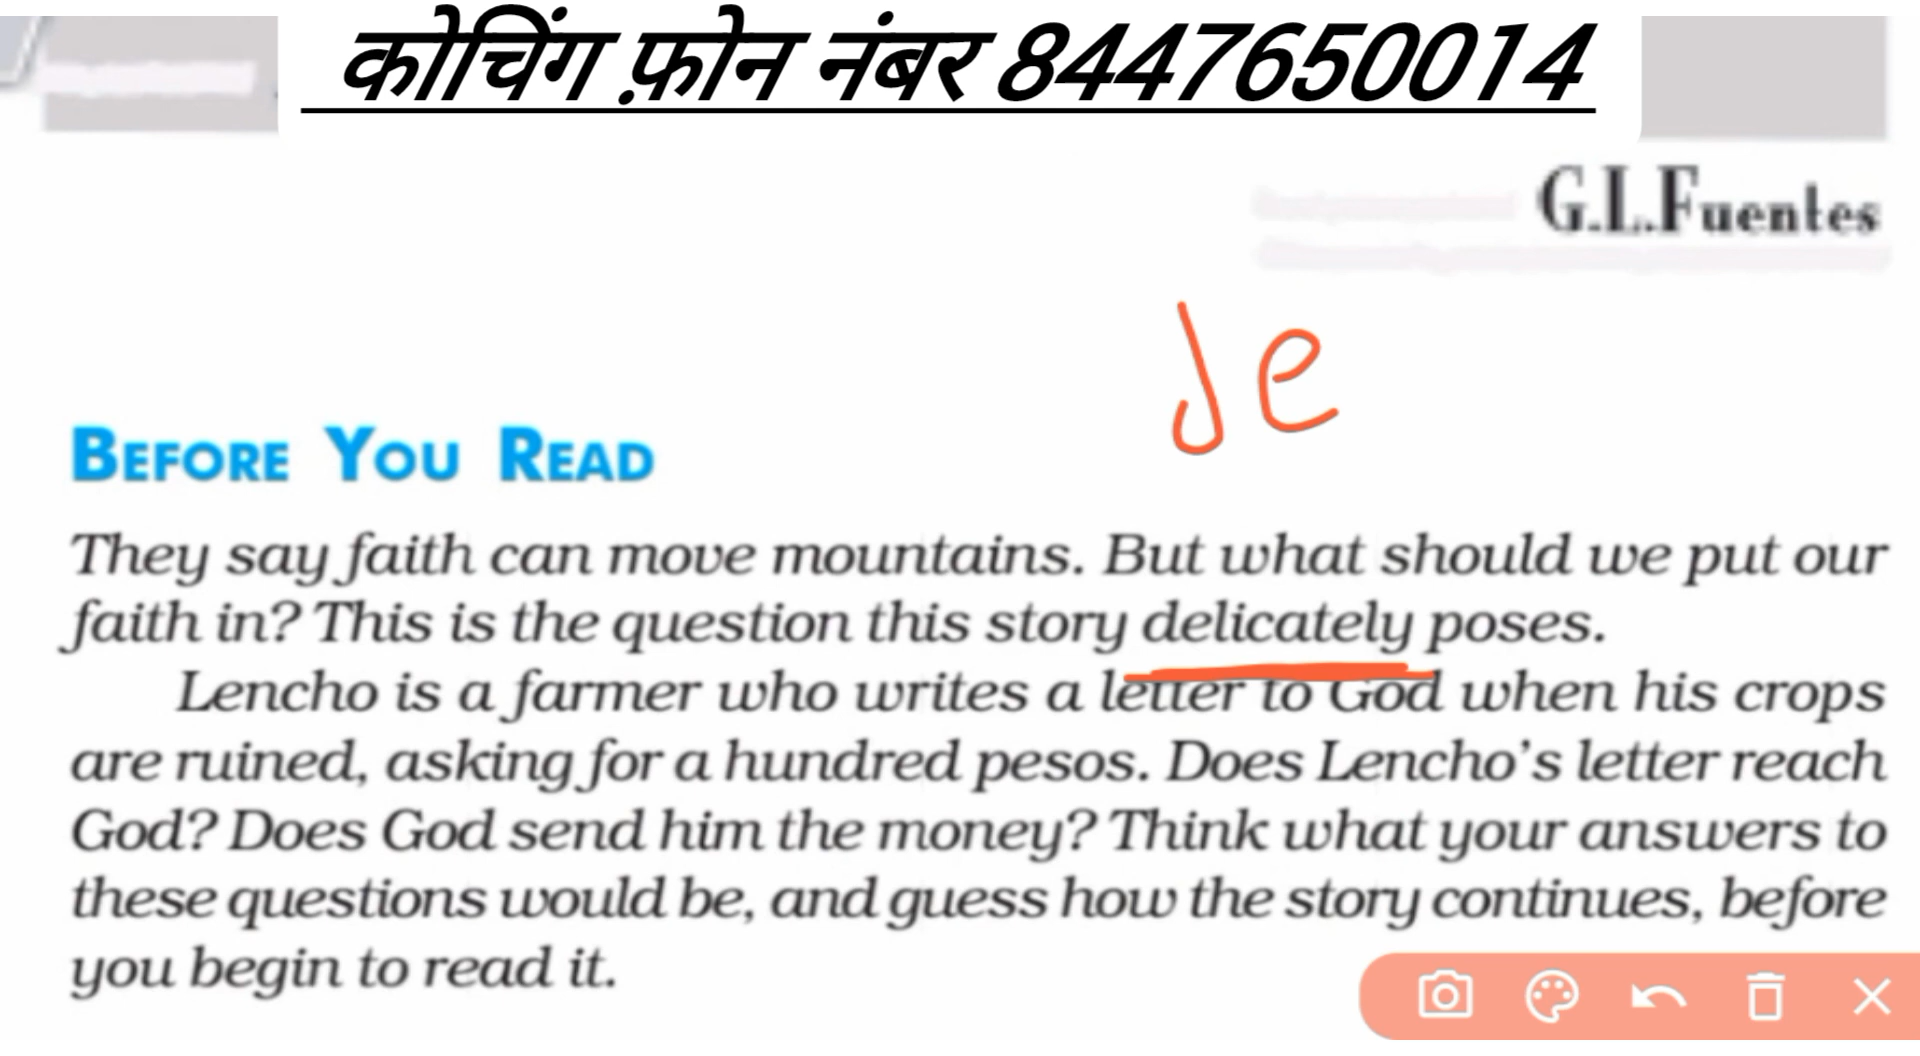 कोचिंग फ़ोन नंबर 8447650014
G.L.Fuentes
Je
BEFORE YOU READ
They say faith can move mountains. But what should we put our
faith in? This is the question this story delicately poses.
Lencho is a farmer who writes a letter to God when his crops
are ruined, asking for a hundred pesos. Does Lencho's letter reach
God? Does God send him the money? Think what your answers to
these questions would be, and guess how the story continues, before
you begin to read it.